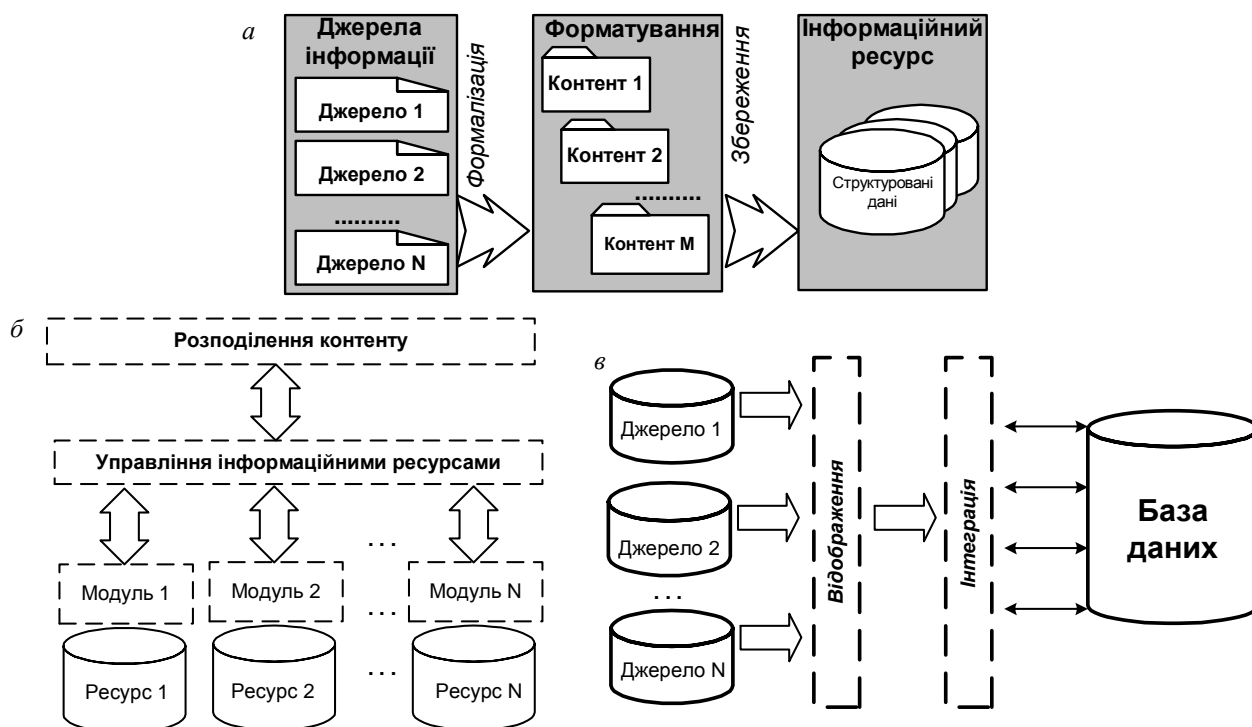 а
Джерела
інформації
Джерело 1
Джерело 2
..........
Джерело N
Формалізація
Форматування
Контент 1
Контент 2
..........
Контент M
Збереження
Інформаційний
ресурс
Структуровані
дані
б
Розподілення контенту
Управління інформаційними ресурсами
...
Модуль 1
Модуль 2
...
Модуль N
Ресурс 1
Ресурс 2
...
Ресурс N
в
Джерело 1
Джерело 2
...
Джерело N
Відображення
Інтеграція
База
даних